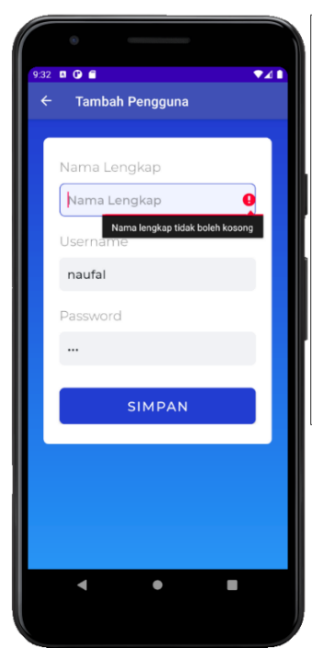 9:32
Tambah Pengguna
Nama Lengkap
Nama Lengkap
Nama lengkap tidak boleh kosong
Username
naufal
Password
SIMPAN